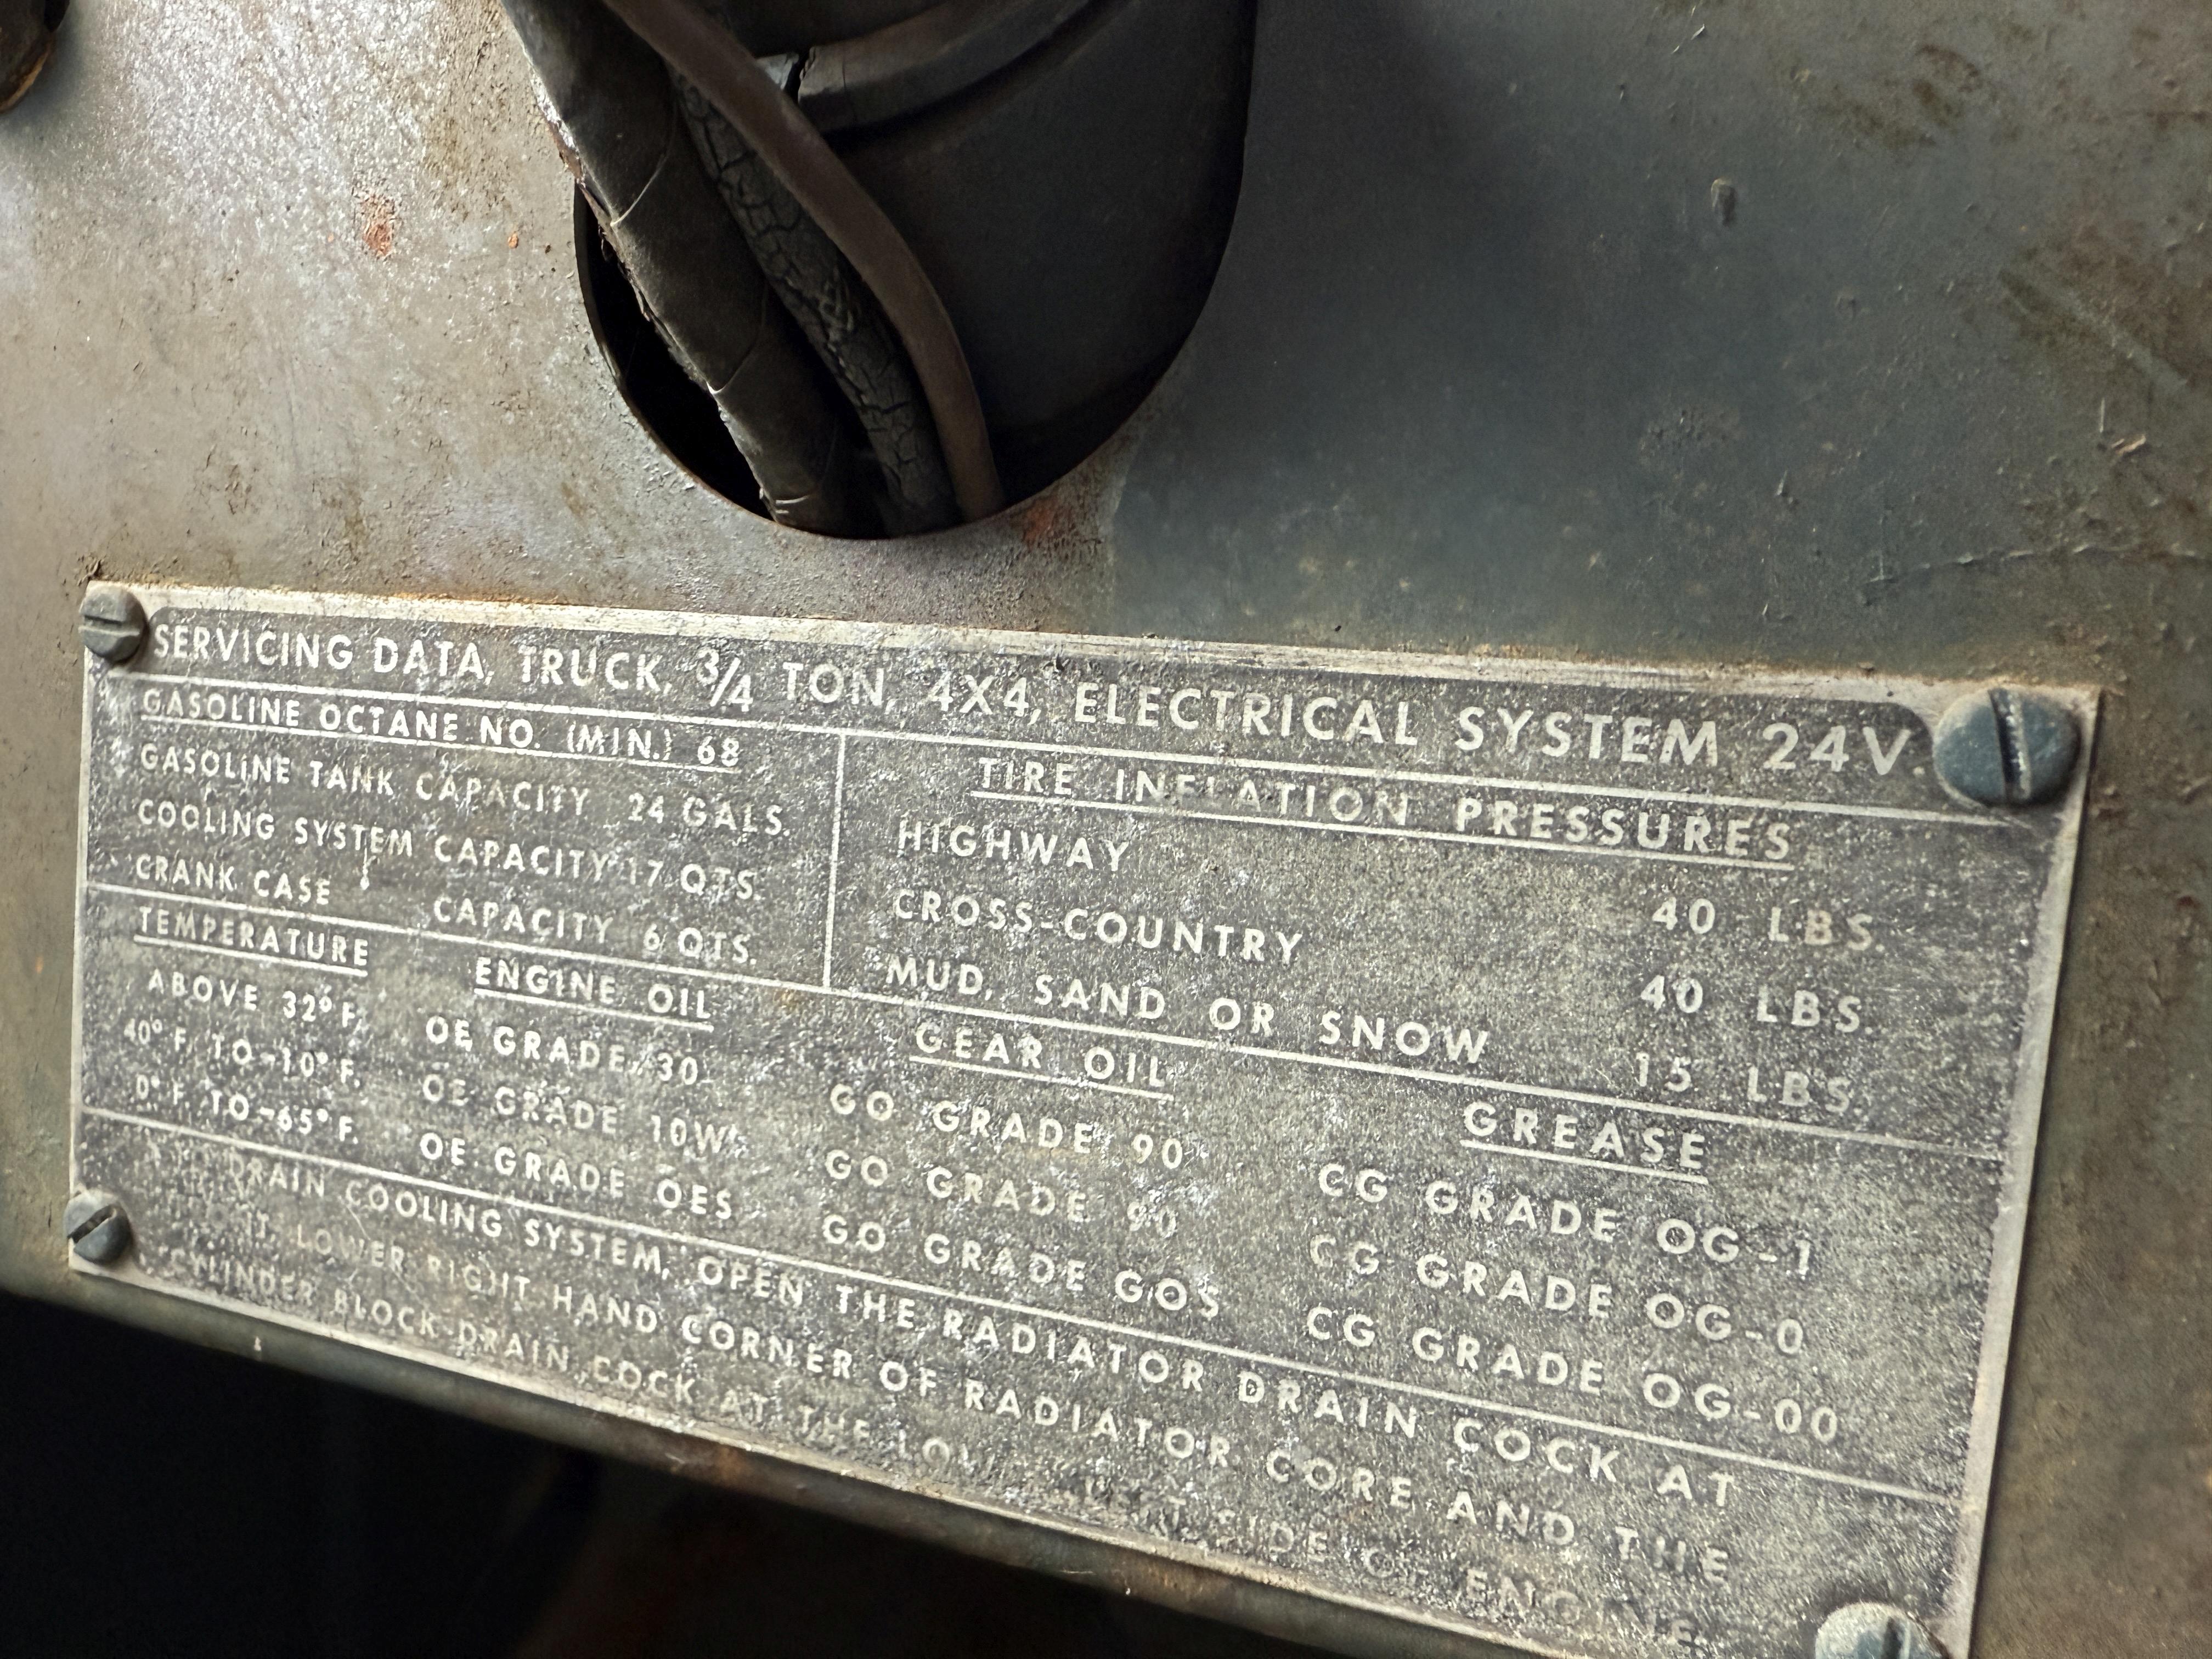 SERVICING DATA, TRUCK, 3/4 TON, 4X4, ELECTRICAL SYSTEM 24V.
GASOLINE OCTANE NO. (MIN.) 68
GASOLINE TANK CAPACITY 24 GALS.
COOLING SYSTEM CAPACITY 17 QTS.
CRANK CASE CAPACITY 6 QTS.
TIRE INFLATION PRESSURES
HIGHWAY 40 LBS.
CROSS-COUNTRY 40 LBS.
MUD, SAND OR SNOW 15 LBS.
TEMPERATURE ENGINE OIL GEAR OIL GREASE
ABOVE 32° F. OE GRADE 30 GO GRADE 90 CG GRADE OG-1
40° F. TO -10° F. OE GRADE 10W GO GRADE 90 CG GRADE OG-0
0° F. TO -65° F. OE GRADE OES GO GRADE GOS CG GRADE OG-00
DRAIN COOLING SYSTEM, OPEN THE RADIATOR DRAIN COCK AT
LOWER RIGHT HAND CORNER OF RADIATOR CORE AND THE
CYLINDER BLOCK DRAIN COCK AT THE LEFT SIDE OF ENGINE.